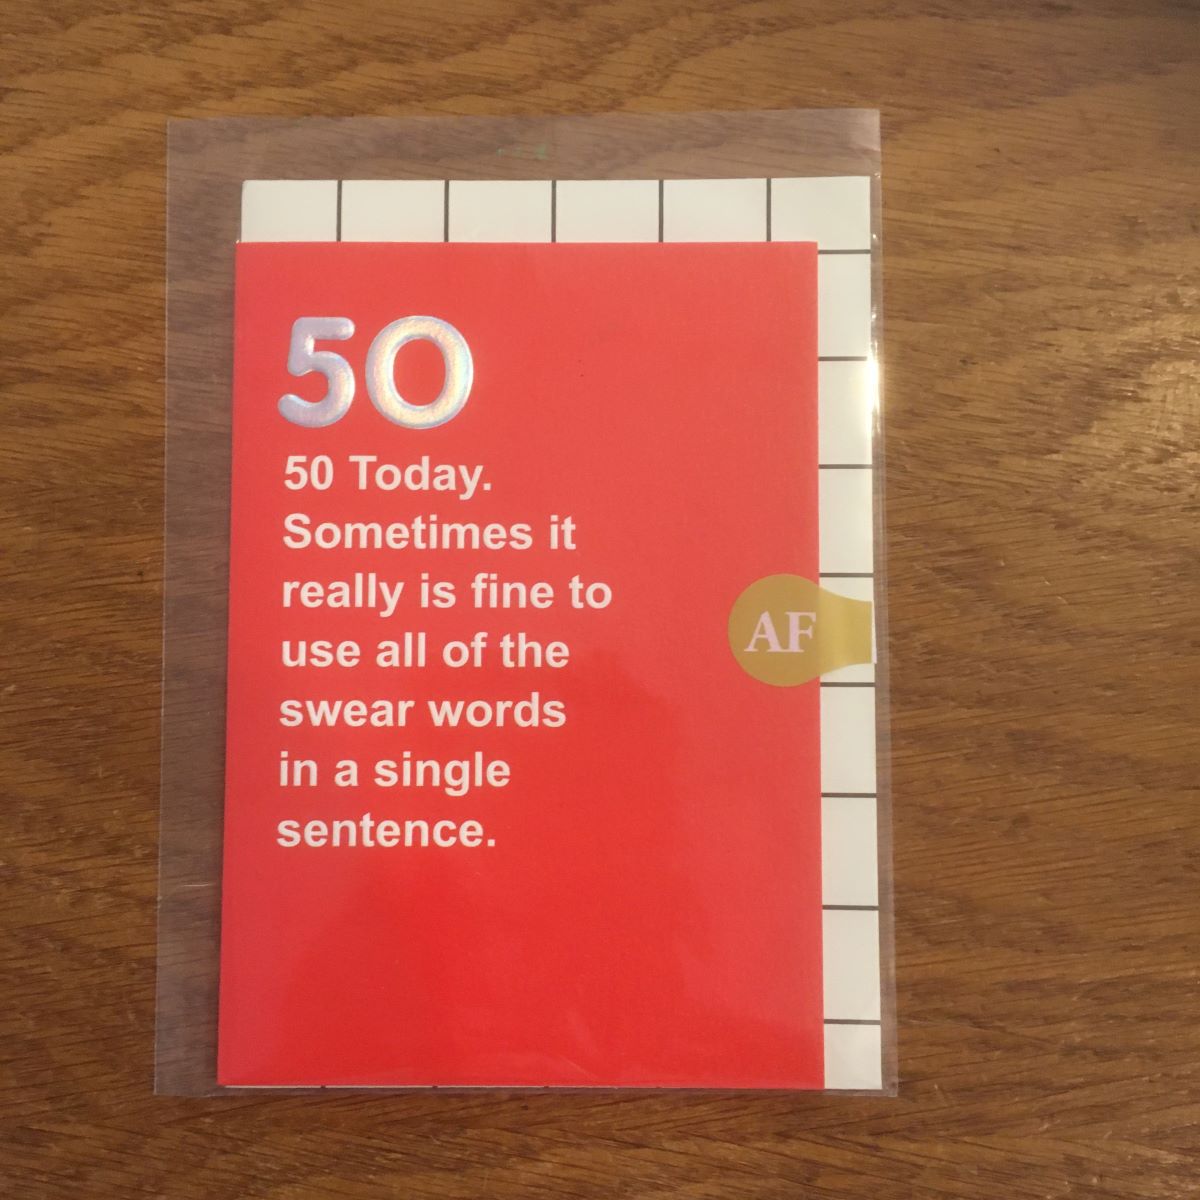 50
50 Today.
Sometimes it
really is fine to
use all of the
swear words
in a single
sentence.
AF